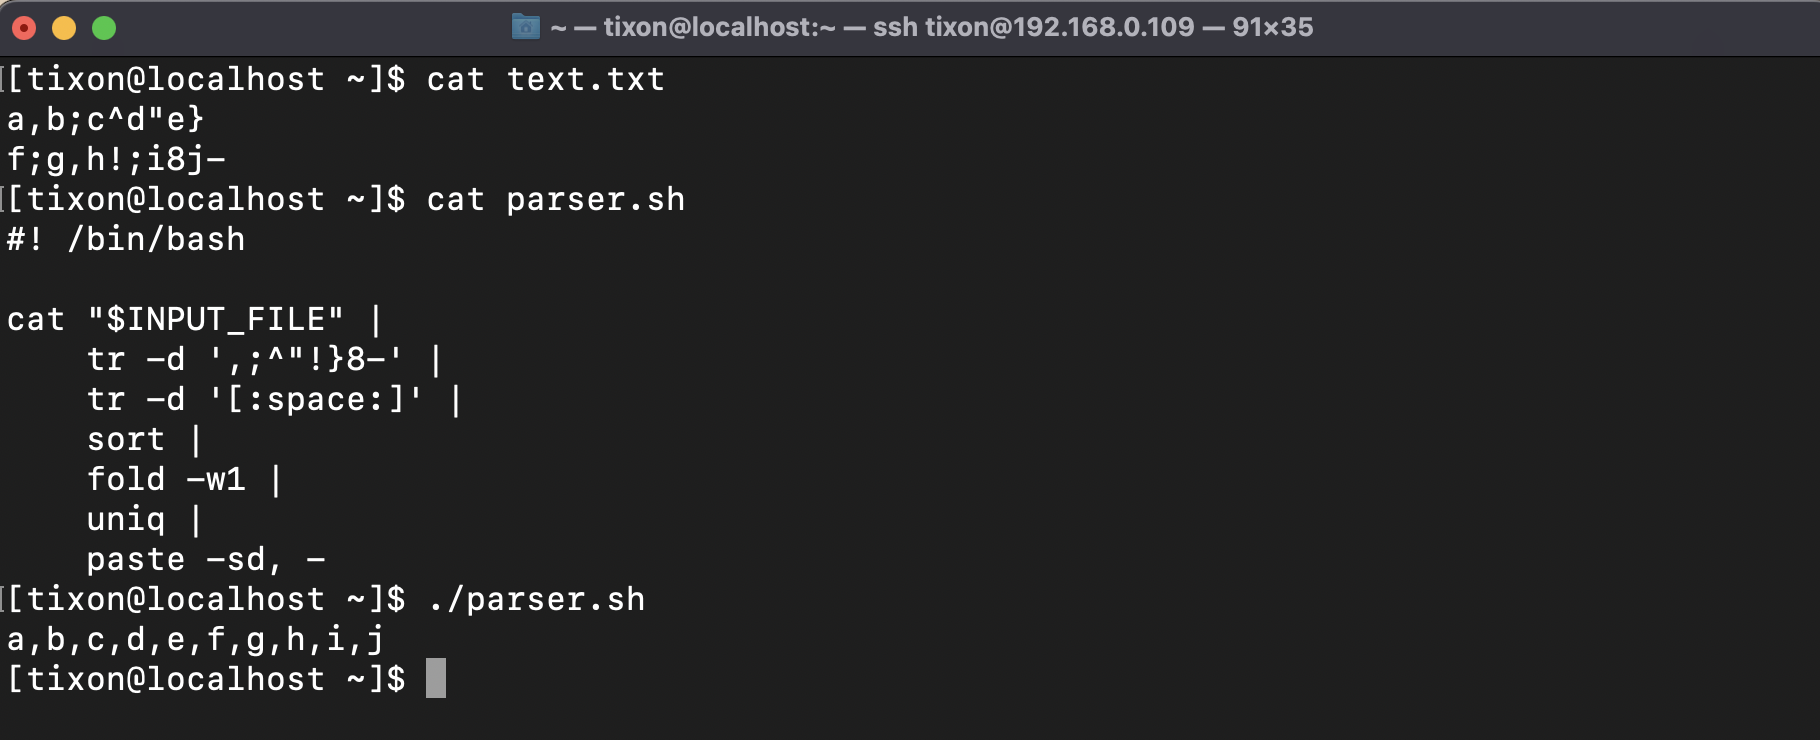 ~ — tixon@localhost:~ — ssh tixon@192.168.0.109 — 91×35
[tixon@localhost ~]$ cat text.txt
a,b;c^d"e}
f;g,h!;i8j-
[tixon@localhost ~]$ cat parser.sh
#! /bin/bash

cat "$INPUT_FILE" |
    tr -d ',;^"!}8-' |
    tr -d '[:space:]' |
    sort |
    fold -w1 |
    uniq |
    paste -sd, -
[tixon@localhost ~]$ ./parser.sh
a,b,c,d,e,f,g,h,i,j
[tixon@localhost ~]$